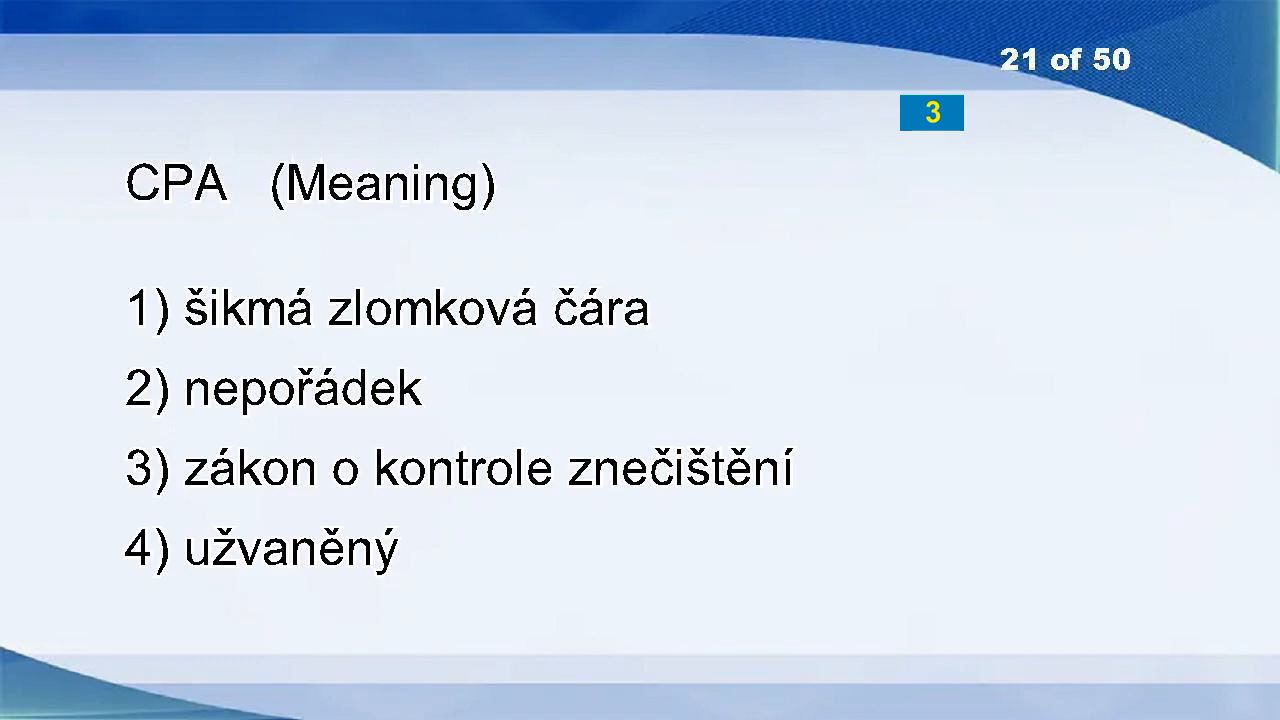 21 of 50
3
CPA (Meaning)
1) šikmá zlomková čára
2) nepořádek
3) zákon o kontrole znečištění
4) užvaněný